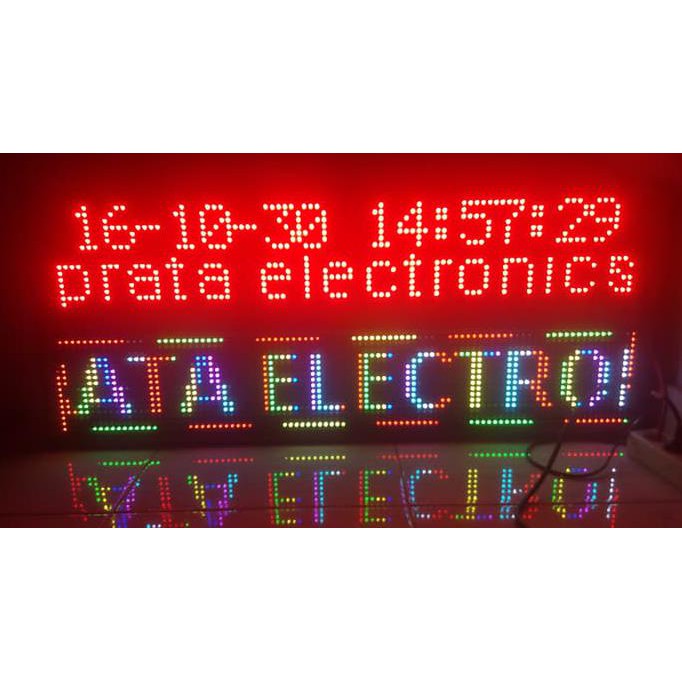 16-10-30 14:57:29
prata electronics
ATA ELECTRO